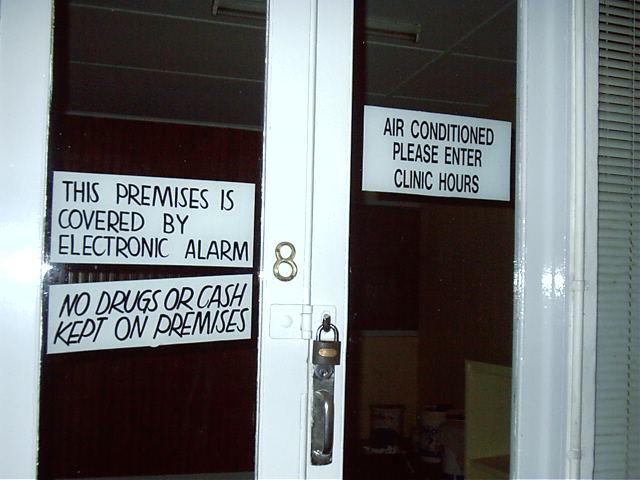 THIS PREMISES IS
COVERED BY
ELECTRONIC ALARM
NO DRUGS OR CASH
KEPT ON PREMISES
8
AIR CONDITIONED
PLEASE ENTER
CLINIC HOURS